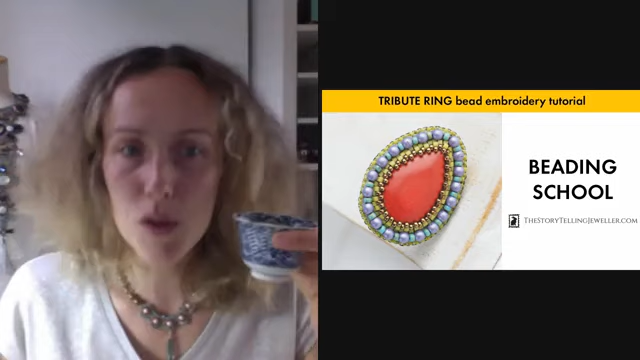 TRIBUTE RING bead embroidery tutorial
BEADING
SCHOOL
THESTORYTELLINGJEWELLER.COM